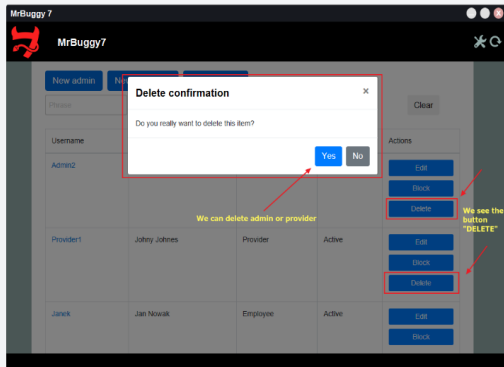 MrBuggy 7
MrBuggy7
New admin
Phrase
Clear
Delete confirmation
×
Do you really want to delete this item?
Yes
No
Username
Actions
Admin2
Edit
Block
Delete
We can delete admin or provider
We see the
button
"DELETE"
Provider1
Johny Johnes
Provider
Active
Edit
Block
Delete
Janek
Jan Nowak
Employee
Active
Edit
Block